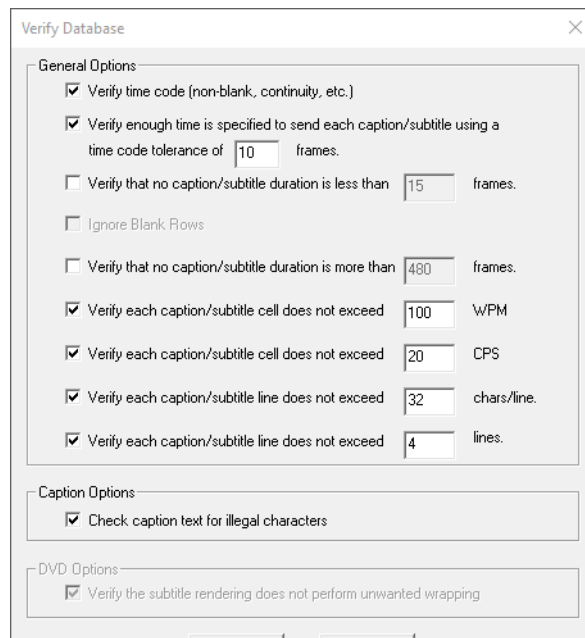 Verify Database
General Options
Verify time code (non-blank, continuity, etc.)
Verify enough time is specified to send each caption/subtitle using a
time code tolerance of 10 frames.
Verify that no caption/subtitle duration is less than 15 frames.
Ignore Blank Rows
Verify that no caption/subtitle duration is more than 480 frames.
Verify each caption/subtitle cell does not exceed 100 WPM
Verify each caption/subtitle cell does not exceed 20 CPS
Verify each caption/subtitle line does not exceed 32 chars/line.
Verify each caption/subtitle line does not exceed 4 lines.
Caption Options
Check caption text for illegal characters
DVD Options
Verify the subtitle rendering does not perform unwanted wrapping